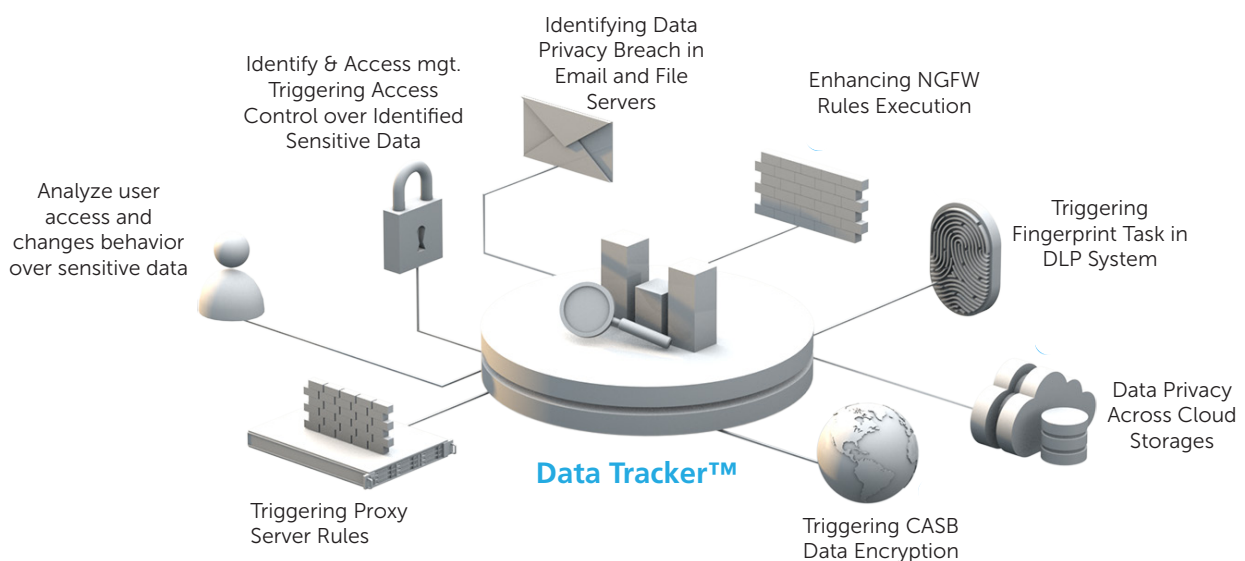 Identifying Data
Privacy Breach in
Email and File
Servers
Identify & Access mgt.
Triggering Access
Control over Identified
Sensitive Data
Enhancing NGFW
Rules Execution
Analyze user
access and
changes behavior
over sensitive data
Triggering
Fingerprint Task in
DLP System
Data Privacy
Across Cloud
Storages
Data Tracker™
Triggering Proxy
Server Rules
Triggering CASB
Data Encryption